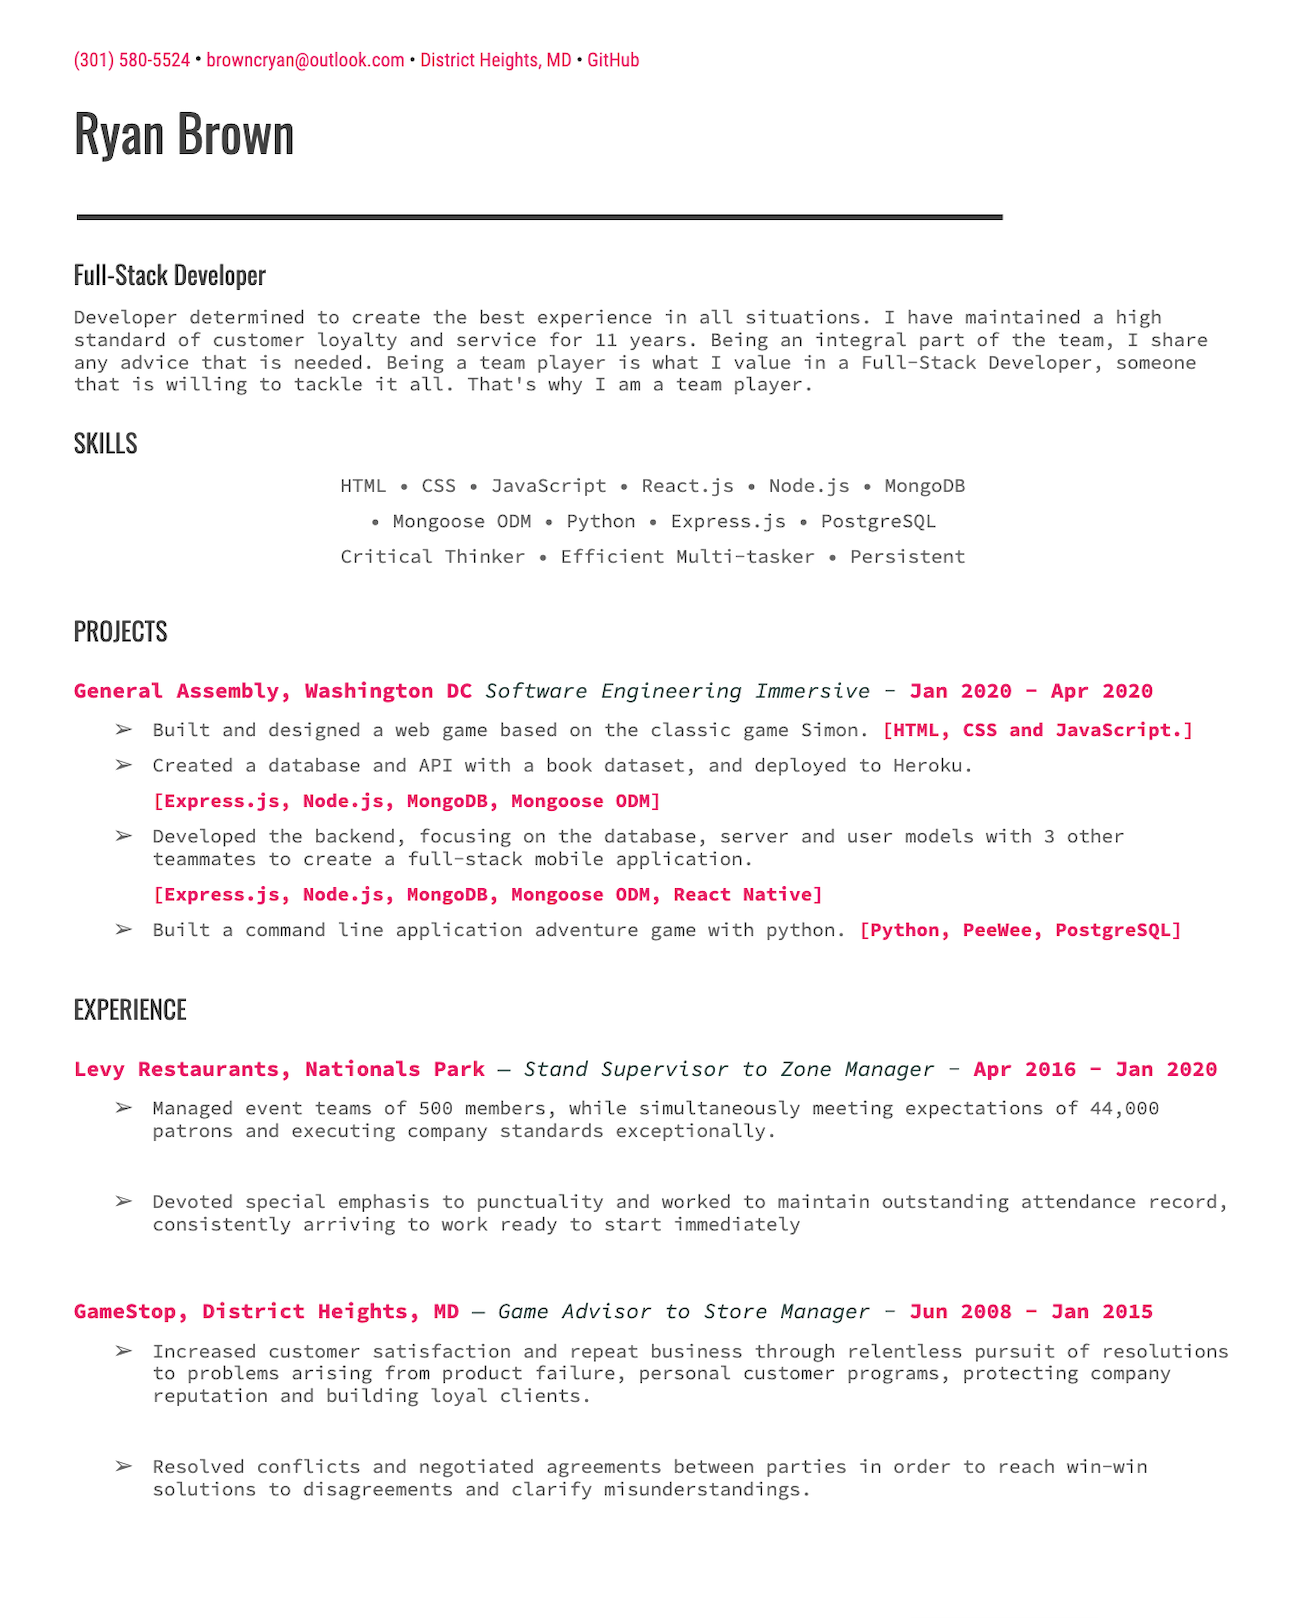 (301) 580-5524 • browncryan@outlook.com • District Heights, MD • GitHub
Ryan Brown
Full-Stack Developer
Developer determined to create the best experience in all situations. I have maintained a high
standard of customer loyalty and service for 11 years. Being an integral part of the team, I share
any advice that is needed. Being a team player is what I value in a Full-Stack Developer, someone
that is willing to tackle it all. That's why I am a team player.
SKILLS
HTML • CSS • JavaScript • React.js • Node.js • MongoDB
• Mongoose ODM • Python • Express.js • PostgreSQL
Critical Thinker • Efficient Multi-tasker • Persistent
PROJECTS
General Assembly, Washington DC Software Engineering Immersive - Jan 2020 - Apr 2020
➢ Built and designed a web game based on the classic game Simon. [HTML, CSS and JavaScript.]
➢ Created a database and API with a book dataset, and deployed to Heroku.
[Express.js, Node.js, MongoDB, Mongoose ODM]
➢ Developed the backend, focusing on the database, server and user models with 3 other
teammates to create a full-stack mobile application.
[Express.js, Node.js, MongoDB, Mongoose ODM, React Native]
➢ Built a command line application adventure game with python. [Python, PeeWee, PostgreSQL]
EXPERIENCE
Levy Restaurants, Nationals Park — Stand Supervisor to Zone Manager - Apr 2016 - Jan 2020
➢ Managed event teams of 500 members, while simultaneously meeting expectations of 44,000
patrons and executing company standards exceptionally.
➢ Devoted special emphasis to punctuality and worked to maintain outstanding attendance record,
consistently arriving to work ready to start immediately
GameStop, District Heights, MD — Game Advisor to Store Manager - Jun 2008 - Jan 2015
➢ Increased customer satisfaction and repeat business through relentless pursuit of resolutions
to problems arising from product failure, personal customer programs, protecting company
reputation and building loyal clients.
➢ Resolved conflicts and negotiated agreements between parties in order to reach win-win
solutions to disagreements and clarify misunderstandings.